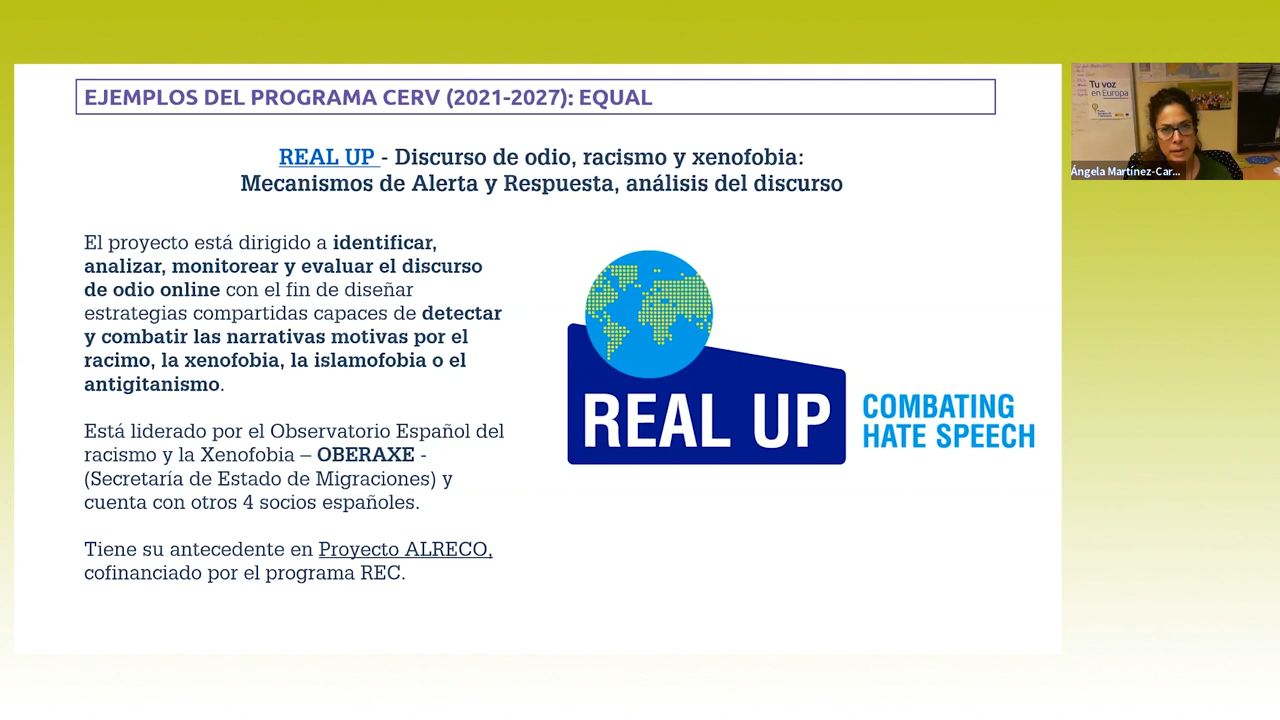 EJEMPLOS DEL PROGRAMA CERV (2021-2027): EQUAL
REAL UP - Discurso de odio, racismo y xenofobia:
Mecanismos de Alerta y Respuesta, análisis del discurso
El proyecto está dirigido a identificar,
analizar, monitorear y evaluar el discurso
de odio online con el fin de diseñar
estrategias compartidas capaces de detectar
y combatir las narrativas motivas por el
racimo, la xenofobia, la islamofobia o el
antigitanismo.
Está liderado por el Observatorio Español del
racismo y la Xenofobia – OBERAXE -
(Secretaría de Estado de Migraciones) y
cuenta con otros 4 socios españoles.
Tiene su antecedente en Proyecto ALRECO,
cofinanciado por el programa REC.
REAL UP
COMBATING
HATE SPEECH
Tu voz
en Europa
Ángela Martínez-Car...